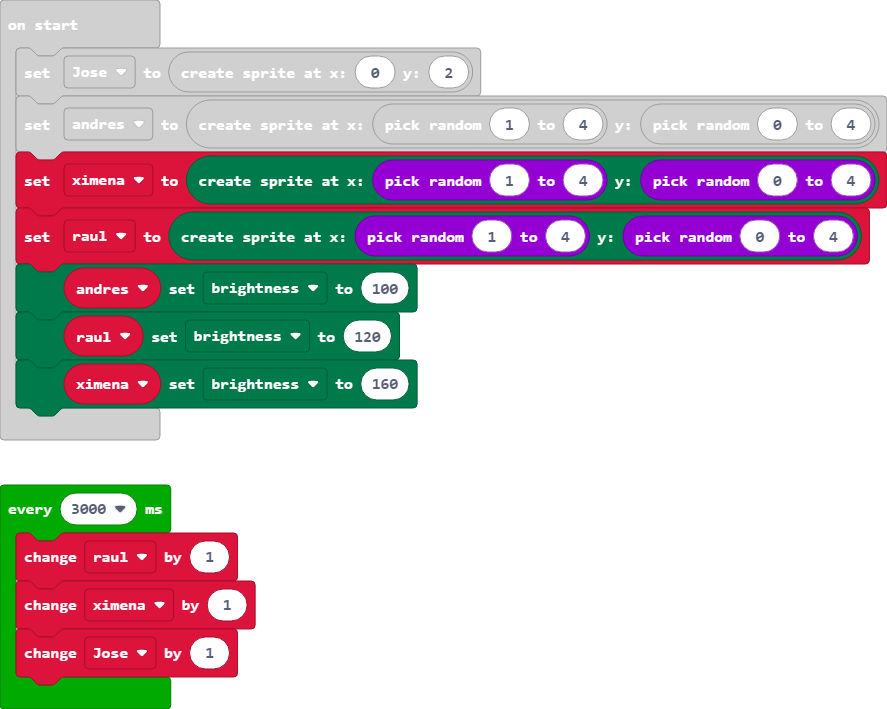 on start
set Jose to create sprite at x: 0 y: 2
set andres to create sprite at x: pick random 1 to 4 y: pick random 0 to 4
set ximena to create sprite at x: pick random 1 to 4 y: pick random 0 to 4
set raul to create sprite at x: pick random 1 to 4 y: pick random 0 to 4
andres set brightness to 100
raul set brightness to 120
ximena set brightness to 160
every 3000 ms
change raul by 1
change ximena by 1
change Jose by 1